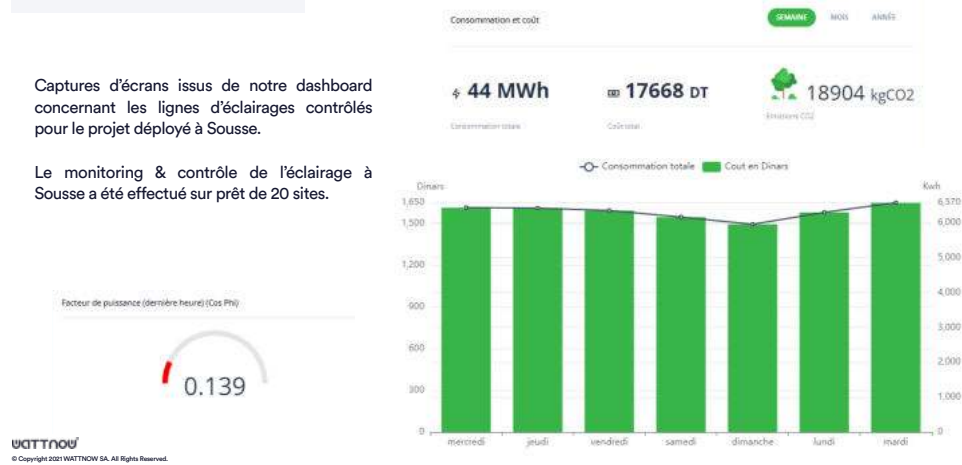 Captures d'écrans issus de notre dashboard
concernant les lignes d'éclairages contrôlés
pour le projet déployé à Sousse.
Le monitoring & contrôle de l'éclairage à
Sousse a été effectué sur prêt de 20 sites.
Consommation et coût
SEMAINE MOIS ANNÉE
44 MWh
Consommation totale
17668 DT
Coût total
18904 kgCO2
Emissions CO2
Consommation totale Cout en Dinars
Dinars Kwh
1,650 6,570
1,500 6,000
1,200 5,000
900 4,000
600 3,000
300 2,000
0 1,000
0
mercredi jeudi vendredi samedi dimanche lundi mardi
Facteur de puissance (dernière heure) (Cos Phi)
0.139
WATTNOW
© Copyright 2021 WATTNOW SA. All Rights Reserved.